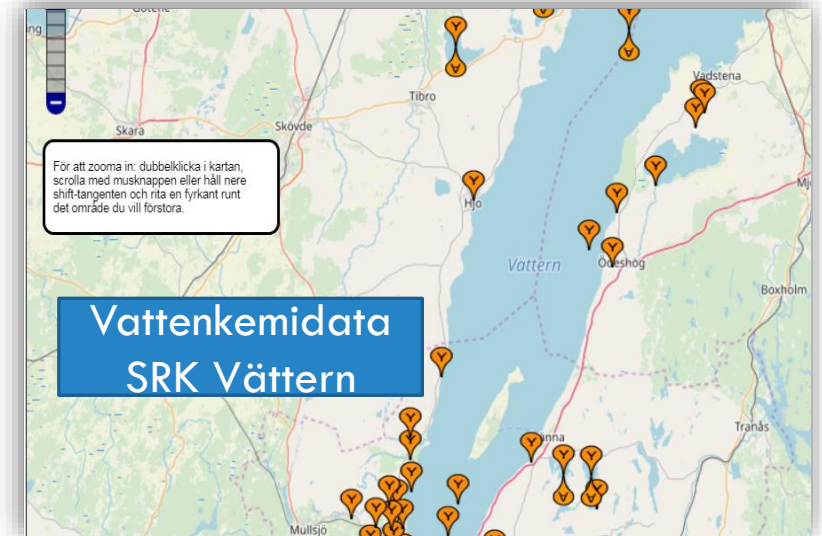 Skara
Skövde
Tibro
Vadstena
För att zooma in: dubbelklicka i kartan,
scrolla med musknappen eller håll nere
shift-tangenten och rita en fyrkant runt
det område du vill förstora.
Hjo
Vättern
Ödeshög
Boxholm
Vattenkemidata
SRK Vättern
Tranås
Mullsjö